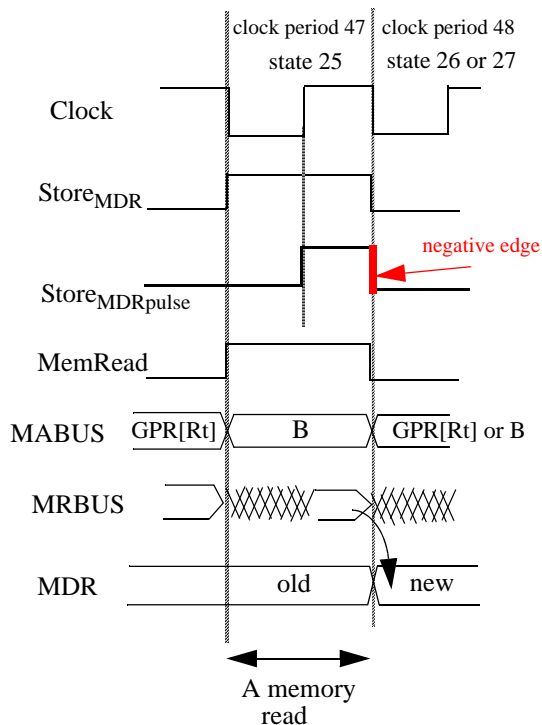 clock period 47 clock period 48
state 25 state 26 or 27
Clock
StoreMDR
negative edge
StoreMDRpulse
MemRead
MABUS GPR[Rt] B GPR[Rt] or B
MRBUS
MDR old new
A memory
read